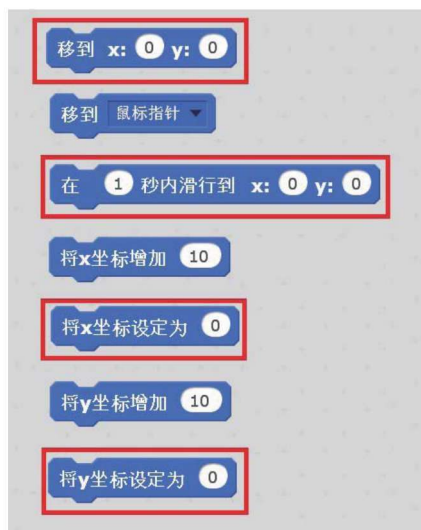 移到 x: 0 y: 0
移到 鼠标指针
在 1 秒内滑行到 x: 0 y: 0
将x坐标增加 10
将x坐标设定为 0
将y坐标增加 10
将y坐标设定为 0